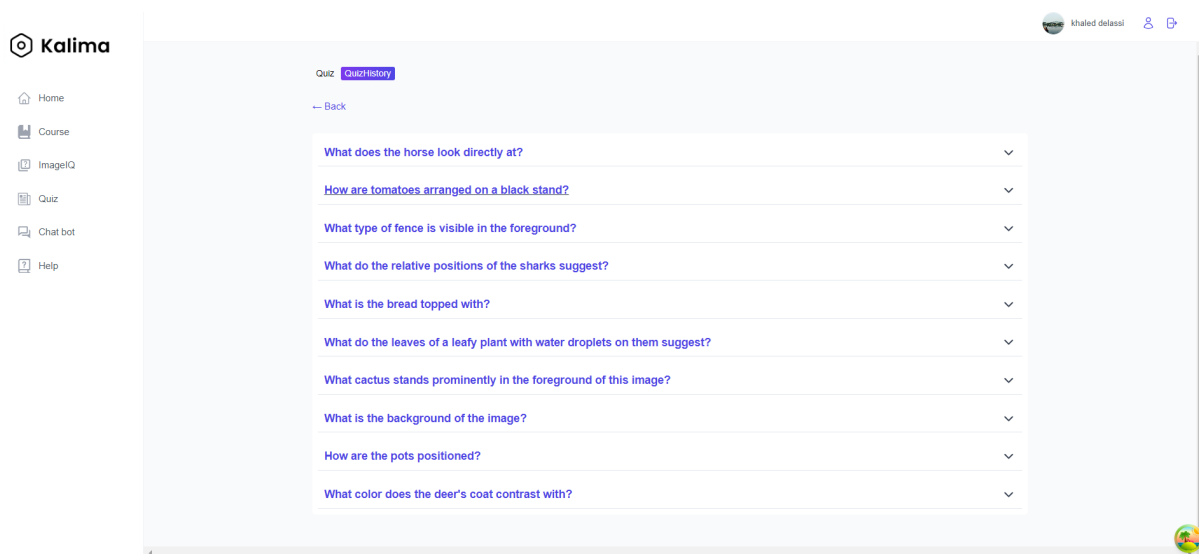 Kalima
khaled delassi
Home
Course
ImageIQ
Quiz
Chat bot
Help
Quiz QuizHistory
← Back
What does the horse look directly at?
How are tomatoes arranged on a black stand?
What type of fence is visible in the foreground?
What do the relative positions of the sharks suggest?
What is the bread topped with?
What do the leaves of a leafy plant with water droplets on them suggest?
What cactus stands prominently in the foreground of this image?
What is the background of the image?
How are the pots positioned?
What color does the deer's coat contrast with?